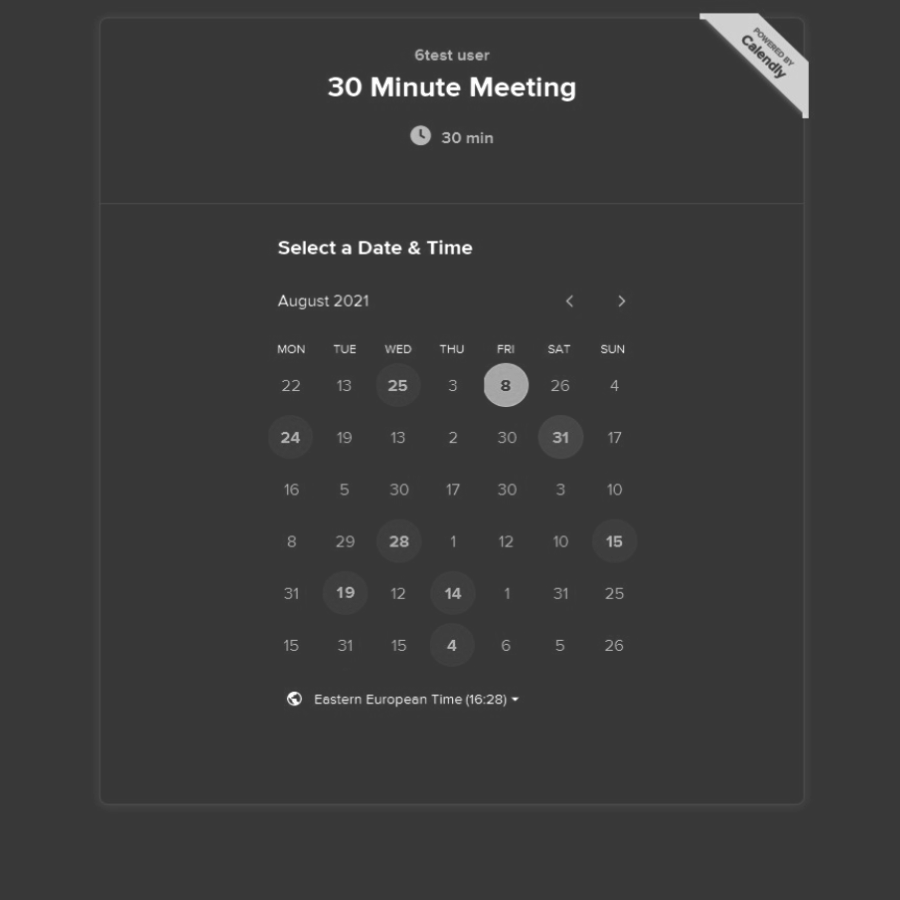 POWERED BY
Calendly
6test user
30 Minute Meeting
30 min
Select a Date & Time
August 2021
MON TUE WED THU FRI SAT SUN
22 13 25 3 8 26 4
24 19 13 2 30 31 17
16 5 30 17 30 3 10
8 29 28 1 12 10 15
31 19 12 14 1 31 25
15 31 15 4 6 5 26
Eastern European Time (16:28)